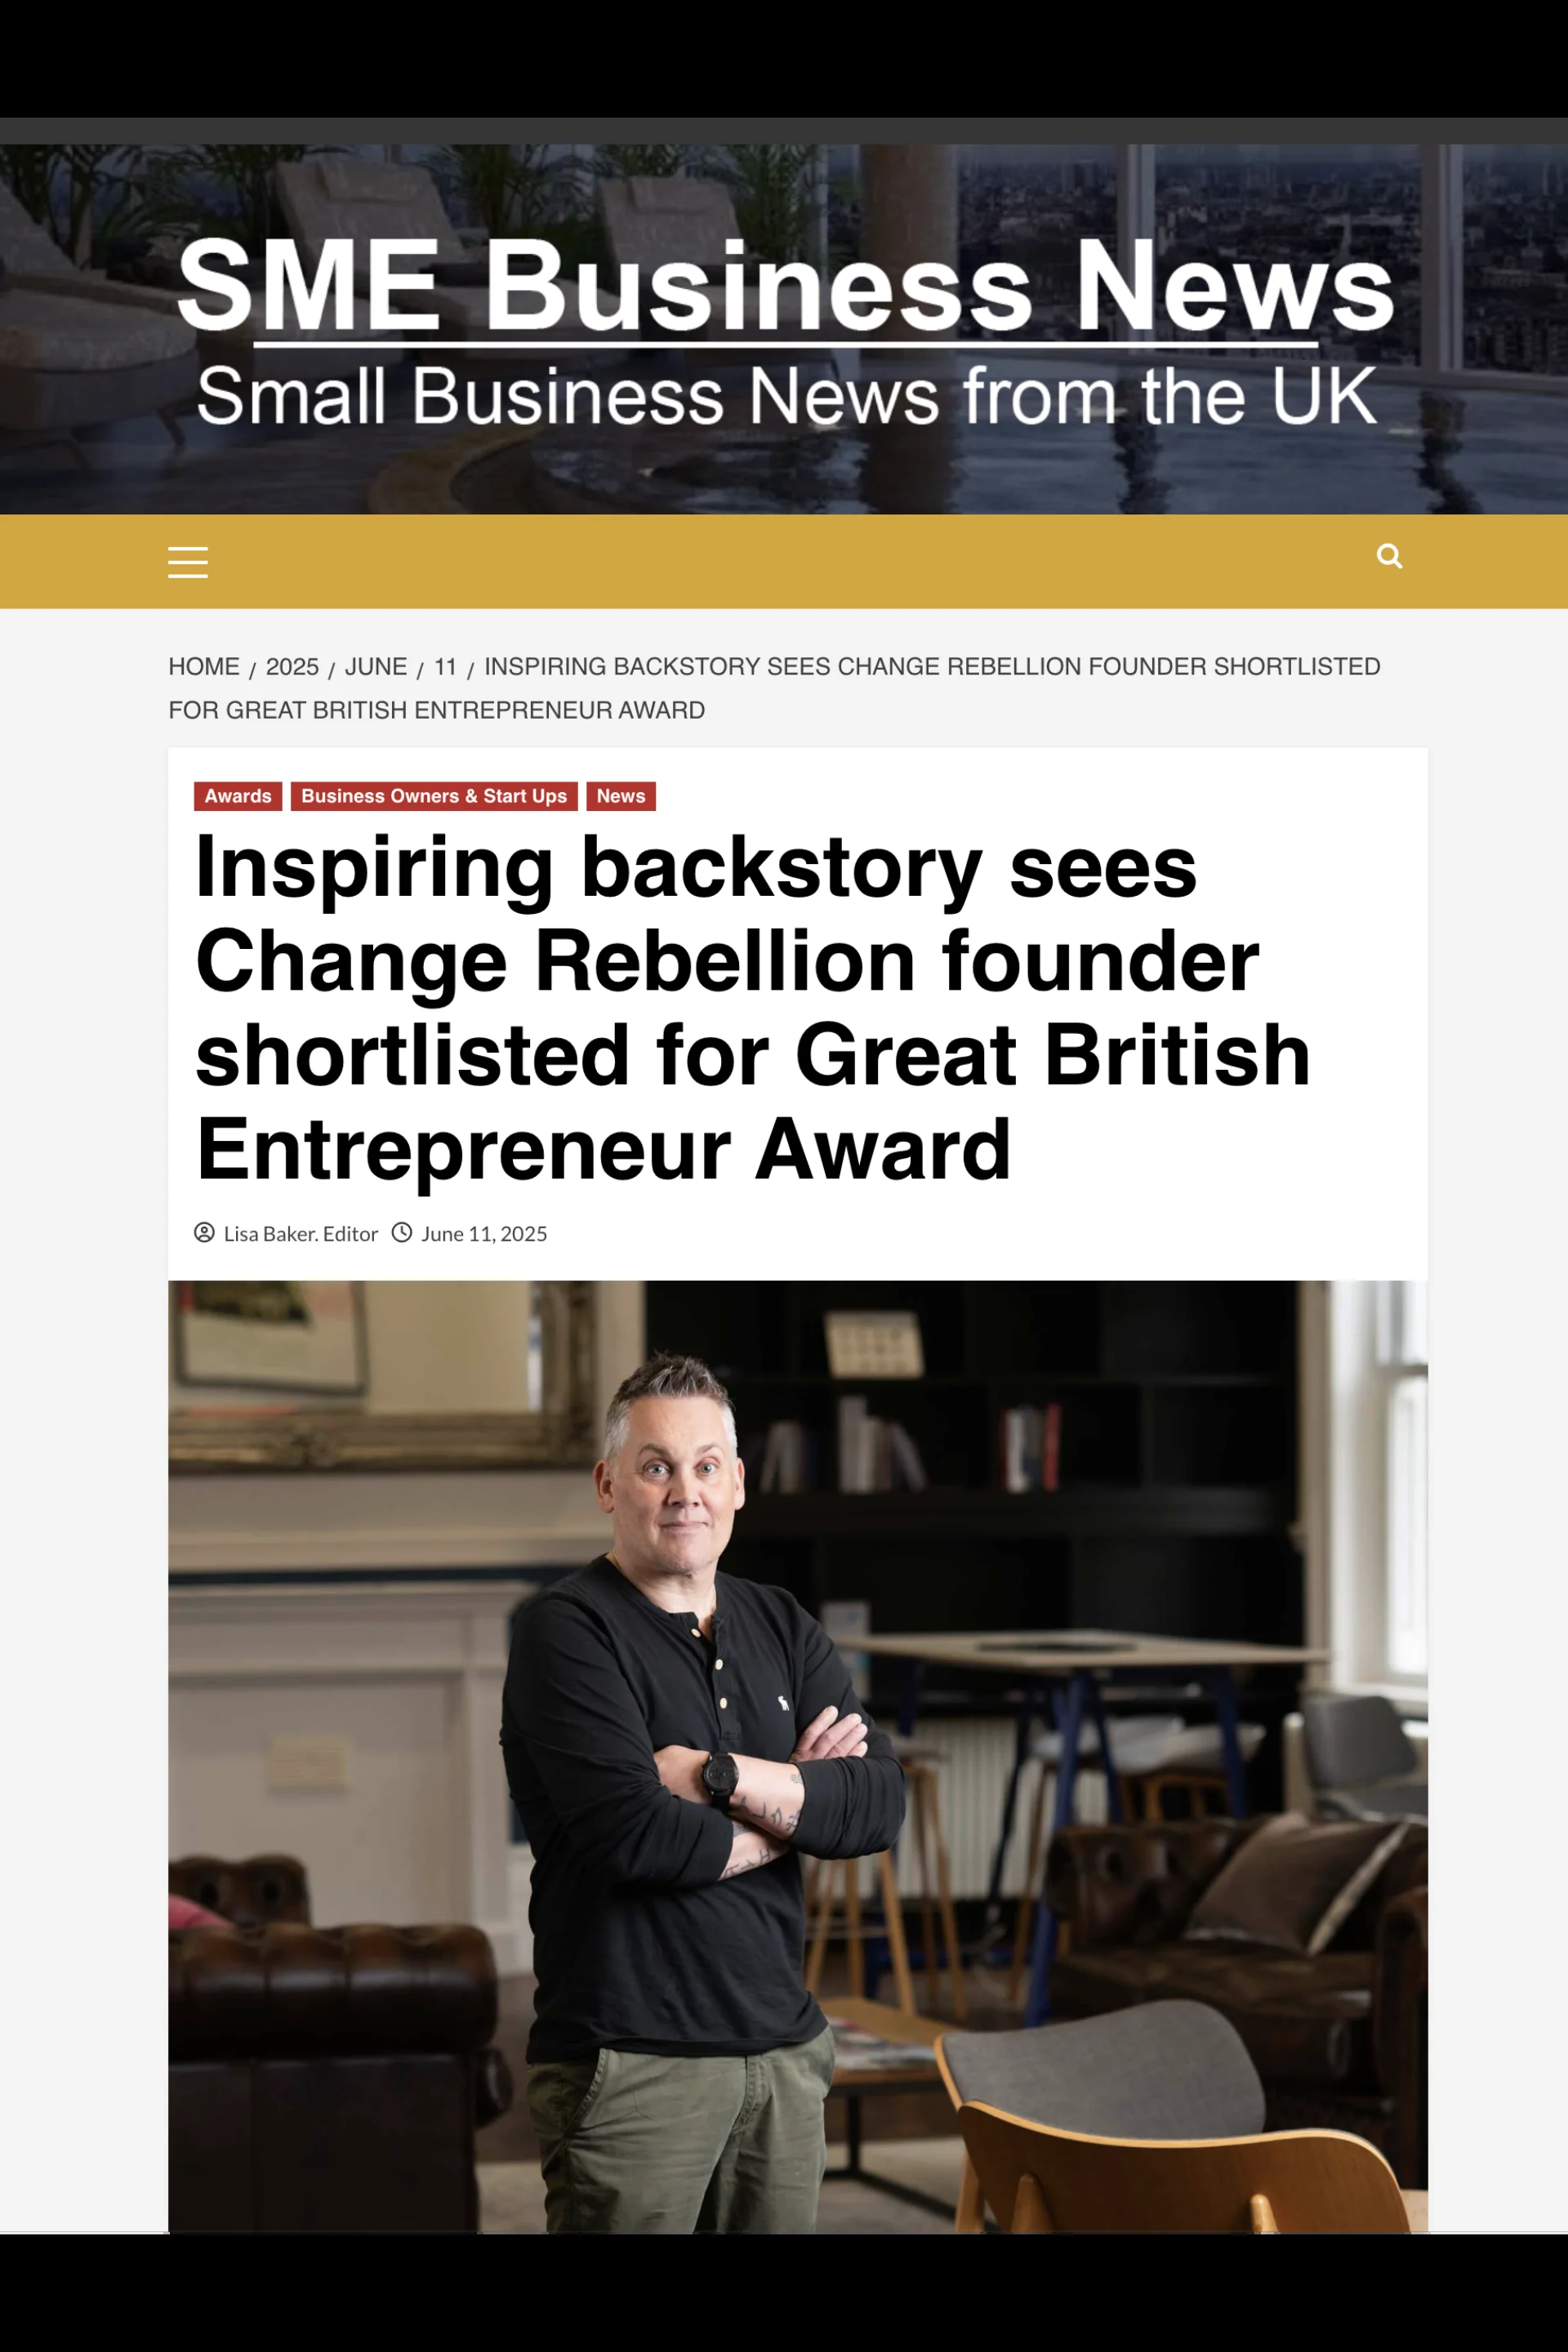 SME Business News
Small Business News from the UK
HOME / 2025 / JUNE / 11 / INSPIRING BACKSTORY SEES CHANGE REBELLION FOUNDER SHORTLISTED
FOR GREAT BRITISH ENTREPRENEUR AWARD
Awards Business Owners & Start Ups News
Inspiring backstory sees
Change Rebellion founder
shortlisted for Great British
Entrepreneur Award
Lisa Baker. Editor June 11, 2025